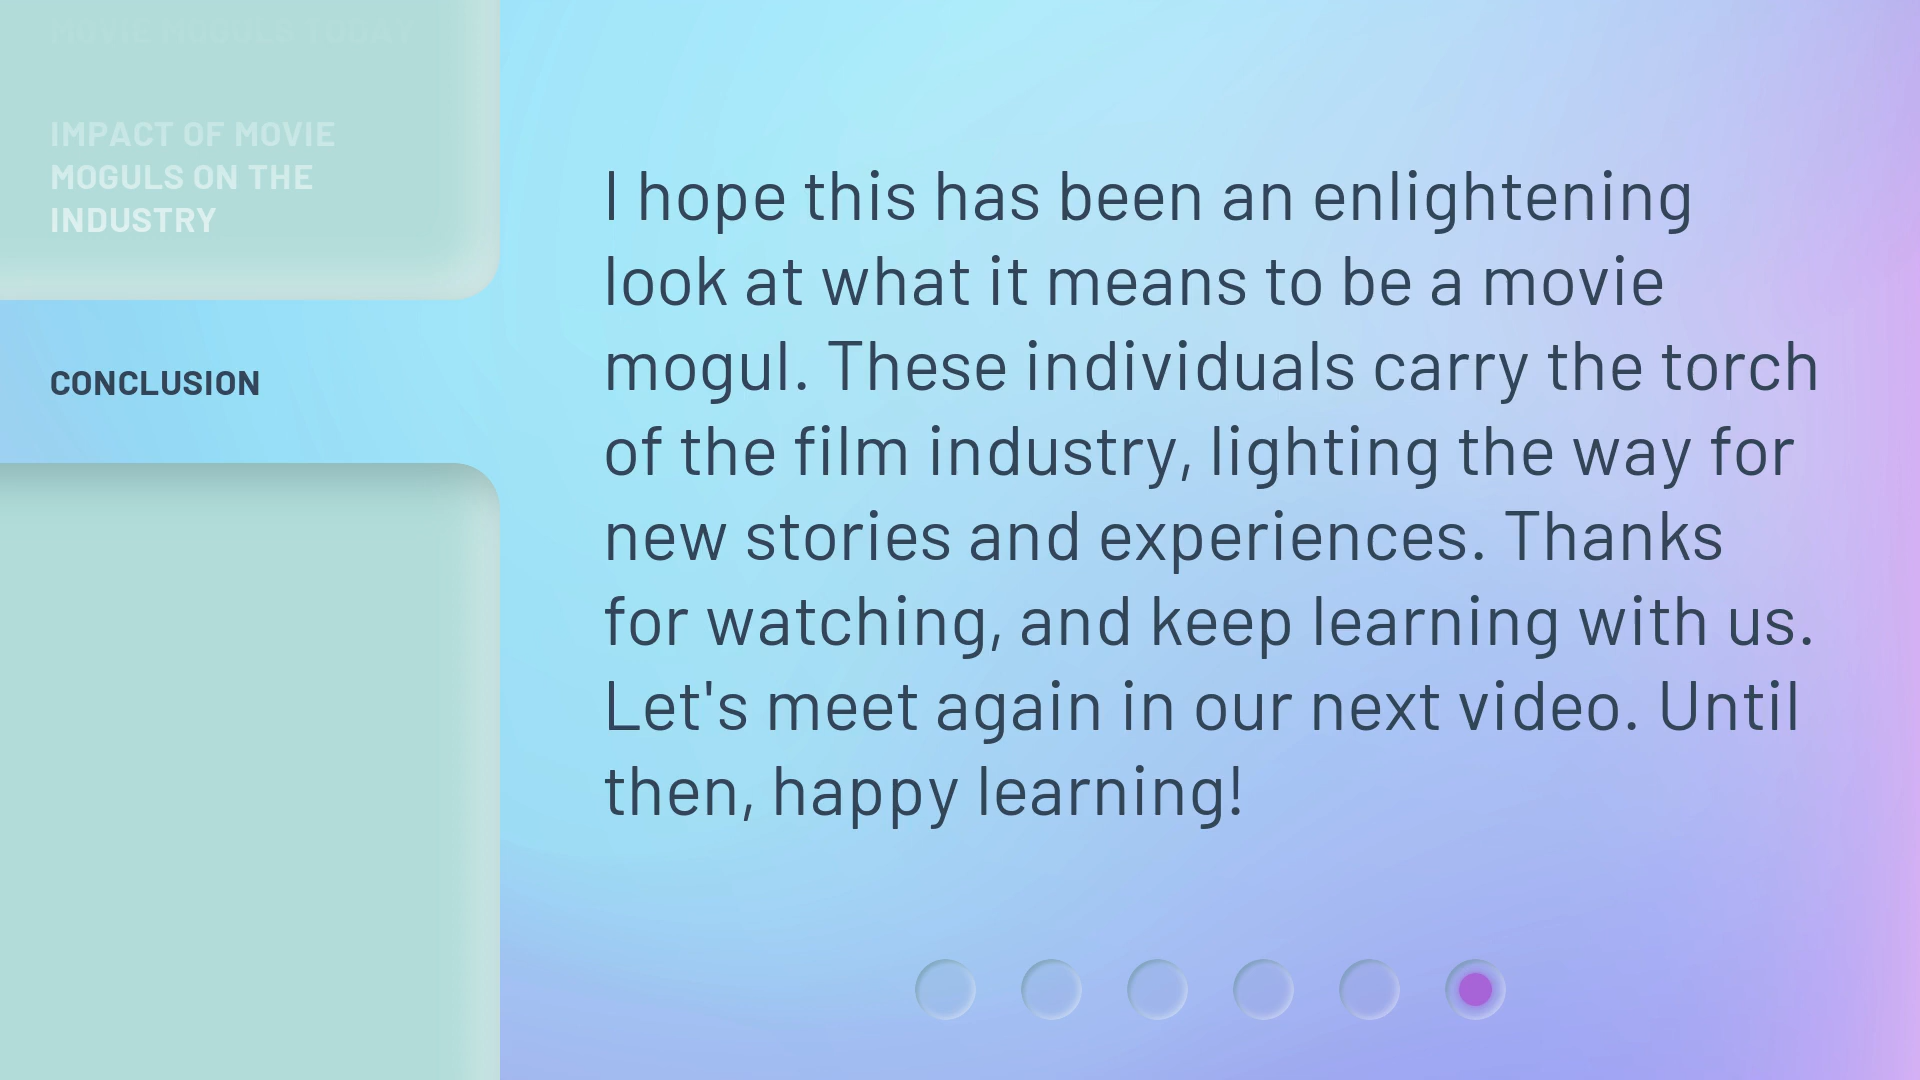 MOVIE MOGULS TODAY
IMPACT OF MOVIE
MOGULS ON THE
INDUSTRY
CONCLUSION
I hope this has been an enlightening
look at what it means to be a movie
mogul. These individuals carry the torch
of the film industry, lighting the way for
new stories and experiences. Thanks
for watching, and keep learning with us.
Let's meet again in our next video. Until
then, happy learning!